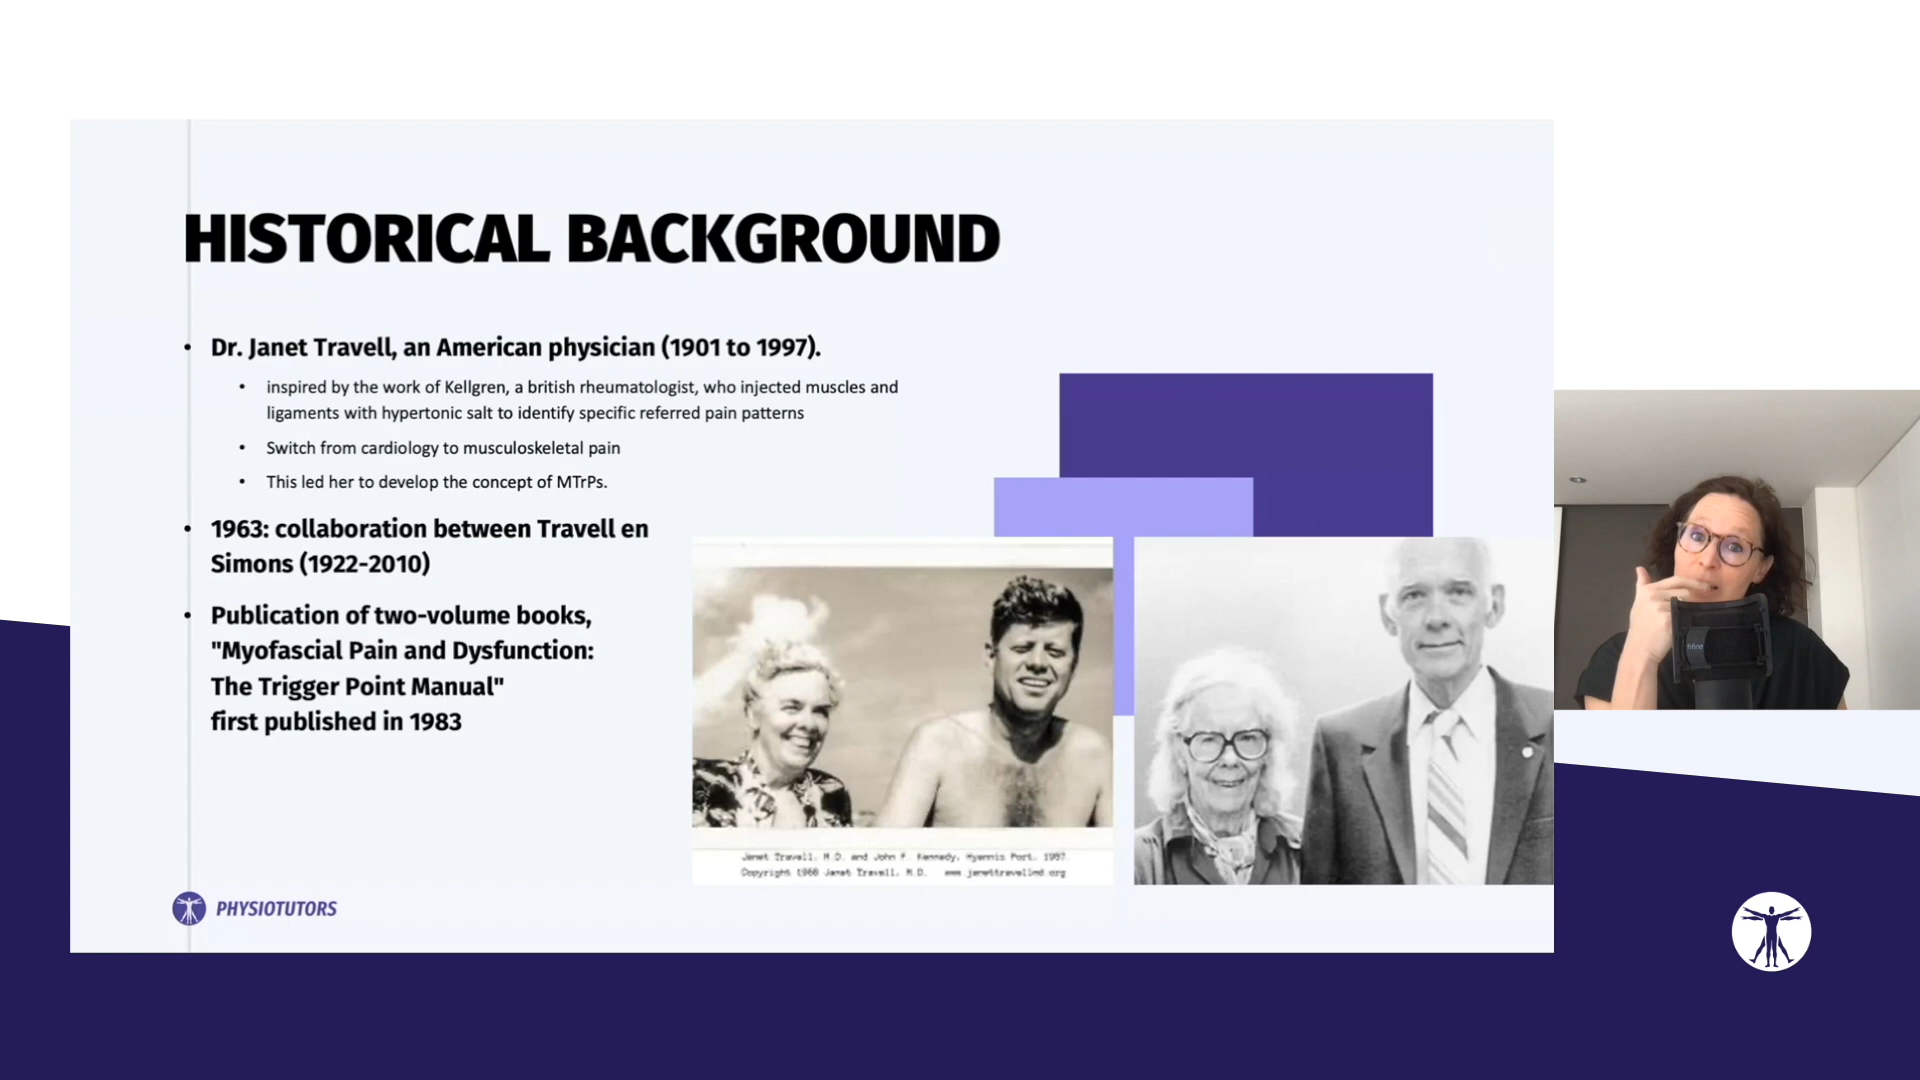 HISTORICAL BACKGROUND
• Dr. Janet Travell, an American physician (1901 to 1997).
• inspired by the work of Kellgren, a british rheumatologist, who injected muscles and
ligaments with hypertonic salt to identify specific referred pain patterns
• Switch from cardiology to musculoskeletal pain
• This led her to develop the concept of MTrPs.
• 1963: collaboration between Travell en
Simons (1922-2010)
• Publication of two-volume books,
"Myofascial Pain and Dysfunction:
The Trigger Point Manual"
first published in 1983
Janet Travell, M.D. and John F. Kennedy, Hyannis Port,
Copyright Janet Travell, M.D. www.janettravellmd.org
PHYSIOTUTORS